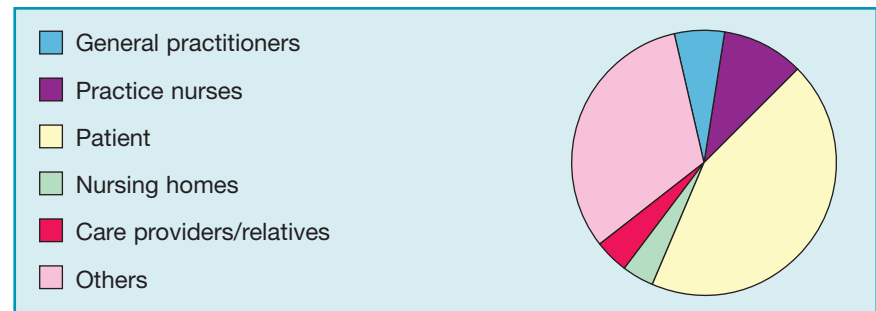 General practitioners
Practice nurses
Patient
Nursing homes
Care providers/relatives
Others